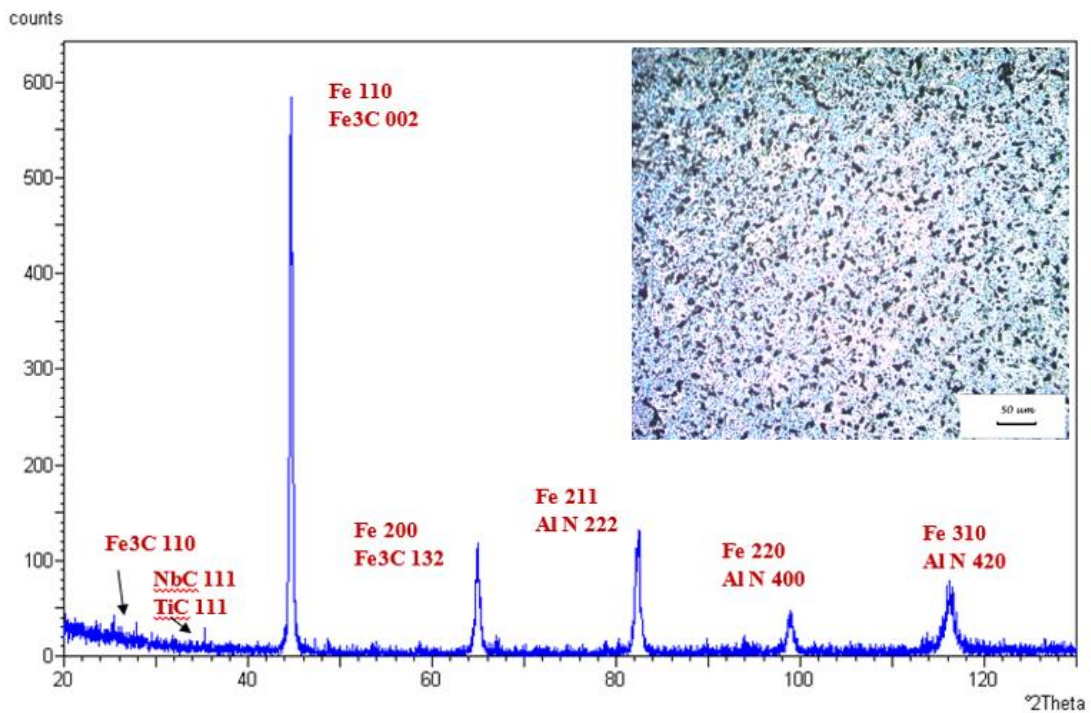 counts
600
500
400
300
200
100
0
Fe 110
Fe3C 002
50 um
Fe 211
Al N 222
Fe 200
Fe3C 132
Fe3C 110
NbC 111
TiC 111
Fe 220
Al N 400
Fe 310
Al N 420
20
40
60
80
100
120
°2Theta